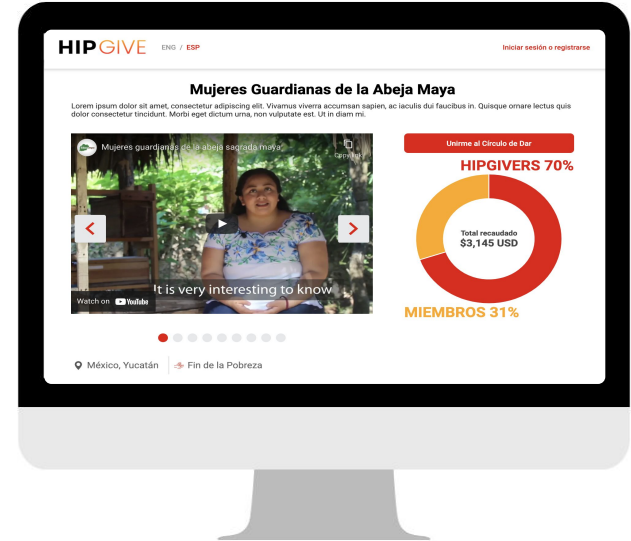 HIPGIVE ENG / ESP Iniciar sesión o registrarse
Mujeres Guardianas de la Abeja Maya
Lorem ipsum dolor sit amet, consectetur adipiscing elit. Vivamus viverra accumsan sapien, ac iaculis dui faucibus in. Quisque ornare lectus quis
dolor consectetur tincidunt. Morbi eget dictum urna, non vulputate est. Ut in diam mi.
Mujeres guardianas de la abeja sagrada maya
Copy link
It is very interesting to know
Watch on YouTube
Unirme al Círculo de Dar
HIPGIVERS 70%
Total recaudado
$3,145 USD
MIEMBROS 31%
México, Yucatán Fin de la Pobreza